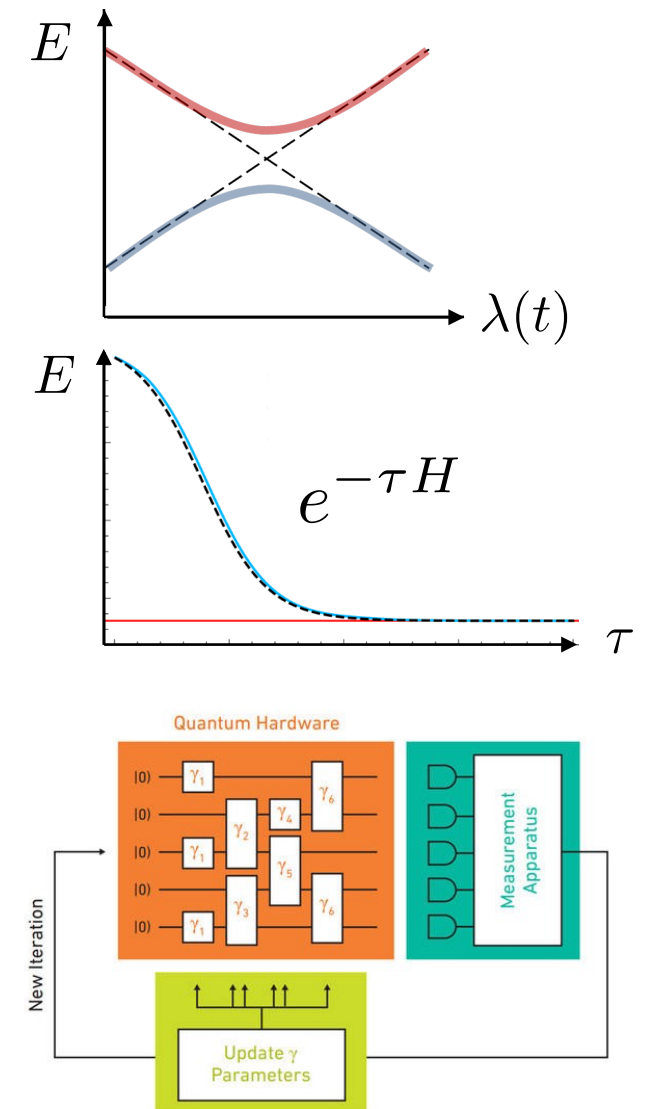 E
λ(t)
E
e^{-τH}
τ
Quantum Hardware
|0⟩ γ₁ γ₆
|0⟩ γ₂ γ₄
|0⟩ γ₁ γ₅
|0⟩ γ₃ γ₆
|0⟩ γ₁
Measurement
Apparatus
New Iteration
Update γ
Parameters